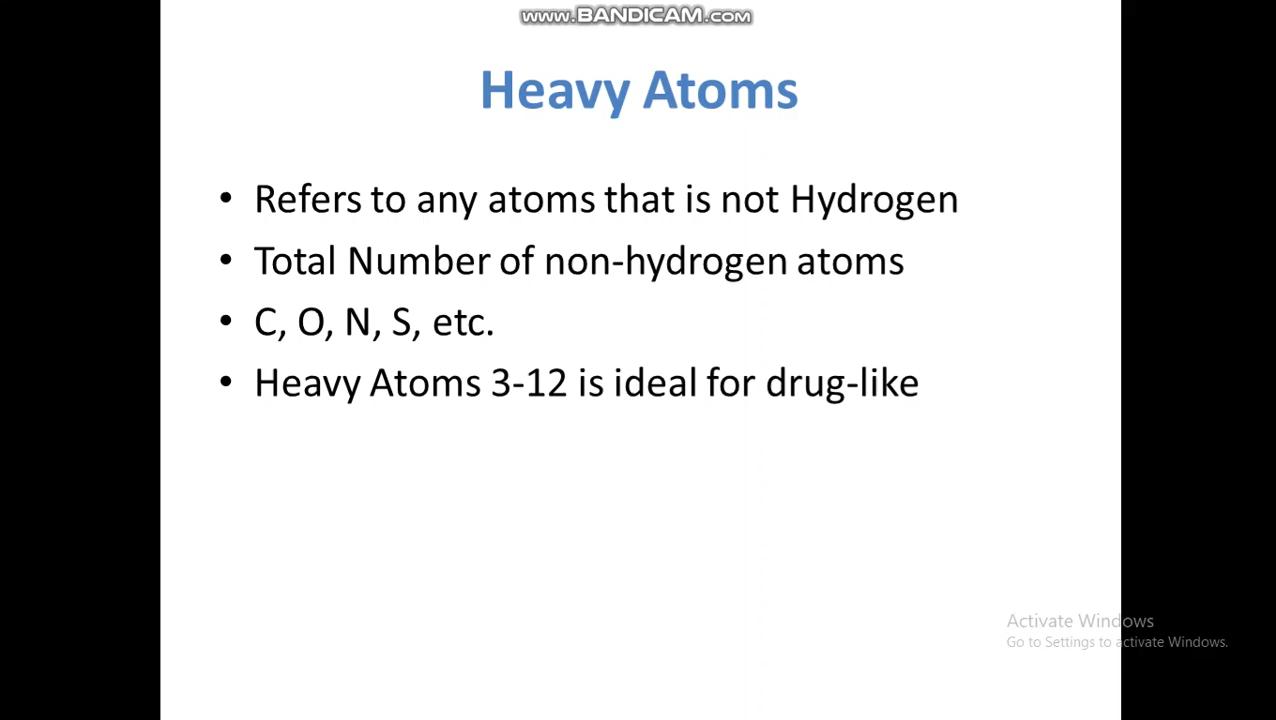 www.BANDICAM.com
Heavy Atoms
• Refers to any atoms that is not Hydrogen
• Total Number of non-hydrogen atoms
• C, O, N, S, etc.
• Heavy Atoms 3-12 is ideal for drug-like
Activate Windows
Go to Settings to activate Windows.